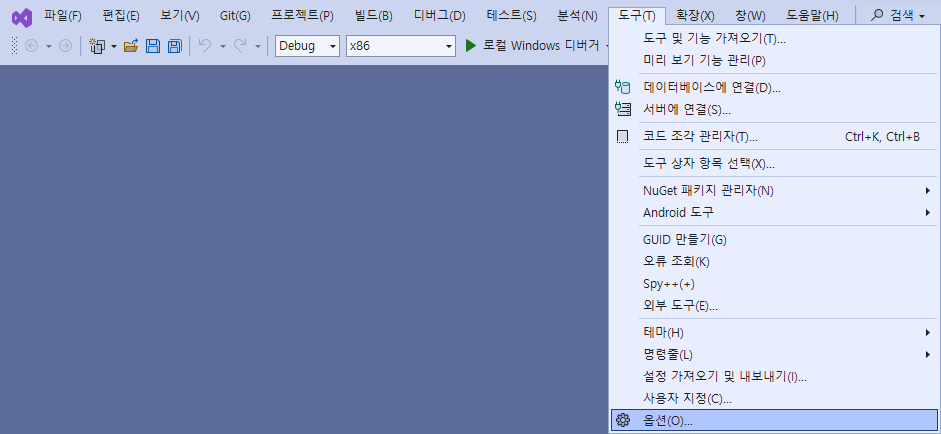 파일(F) 편집(E) 보기(V) Git(G) 프로젝트(P) 빌드(B) 디버그(D) 테스트(S) 분석(N) 도구(T) 확장(X) 창(W) 도움말(H) 검색
Debug x86 로컬 Windows 디버거
도구 및 기능 가져오기(T)...
미리 보기 기능 관리(P)
데이터베이스에 연결(D)...
서버에 연결(S)...
코드 조각 관리자(T)... Ctrl+K, Ctrl+B
도구 상자 항목 선택(X)...
NuGet 패키지 관리자(N)
Android 도구
GUID 만들기(G)
오류 조회(K)
Spy++(+)
외부 도구(E)...
테마(H)
명령줄(L)
설정 가져오기 및 내보내기(I)...
사용자 지정(C)...
옵션(O)...